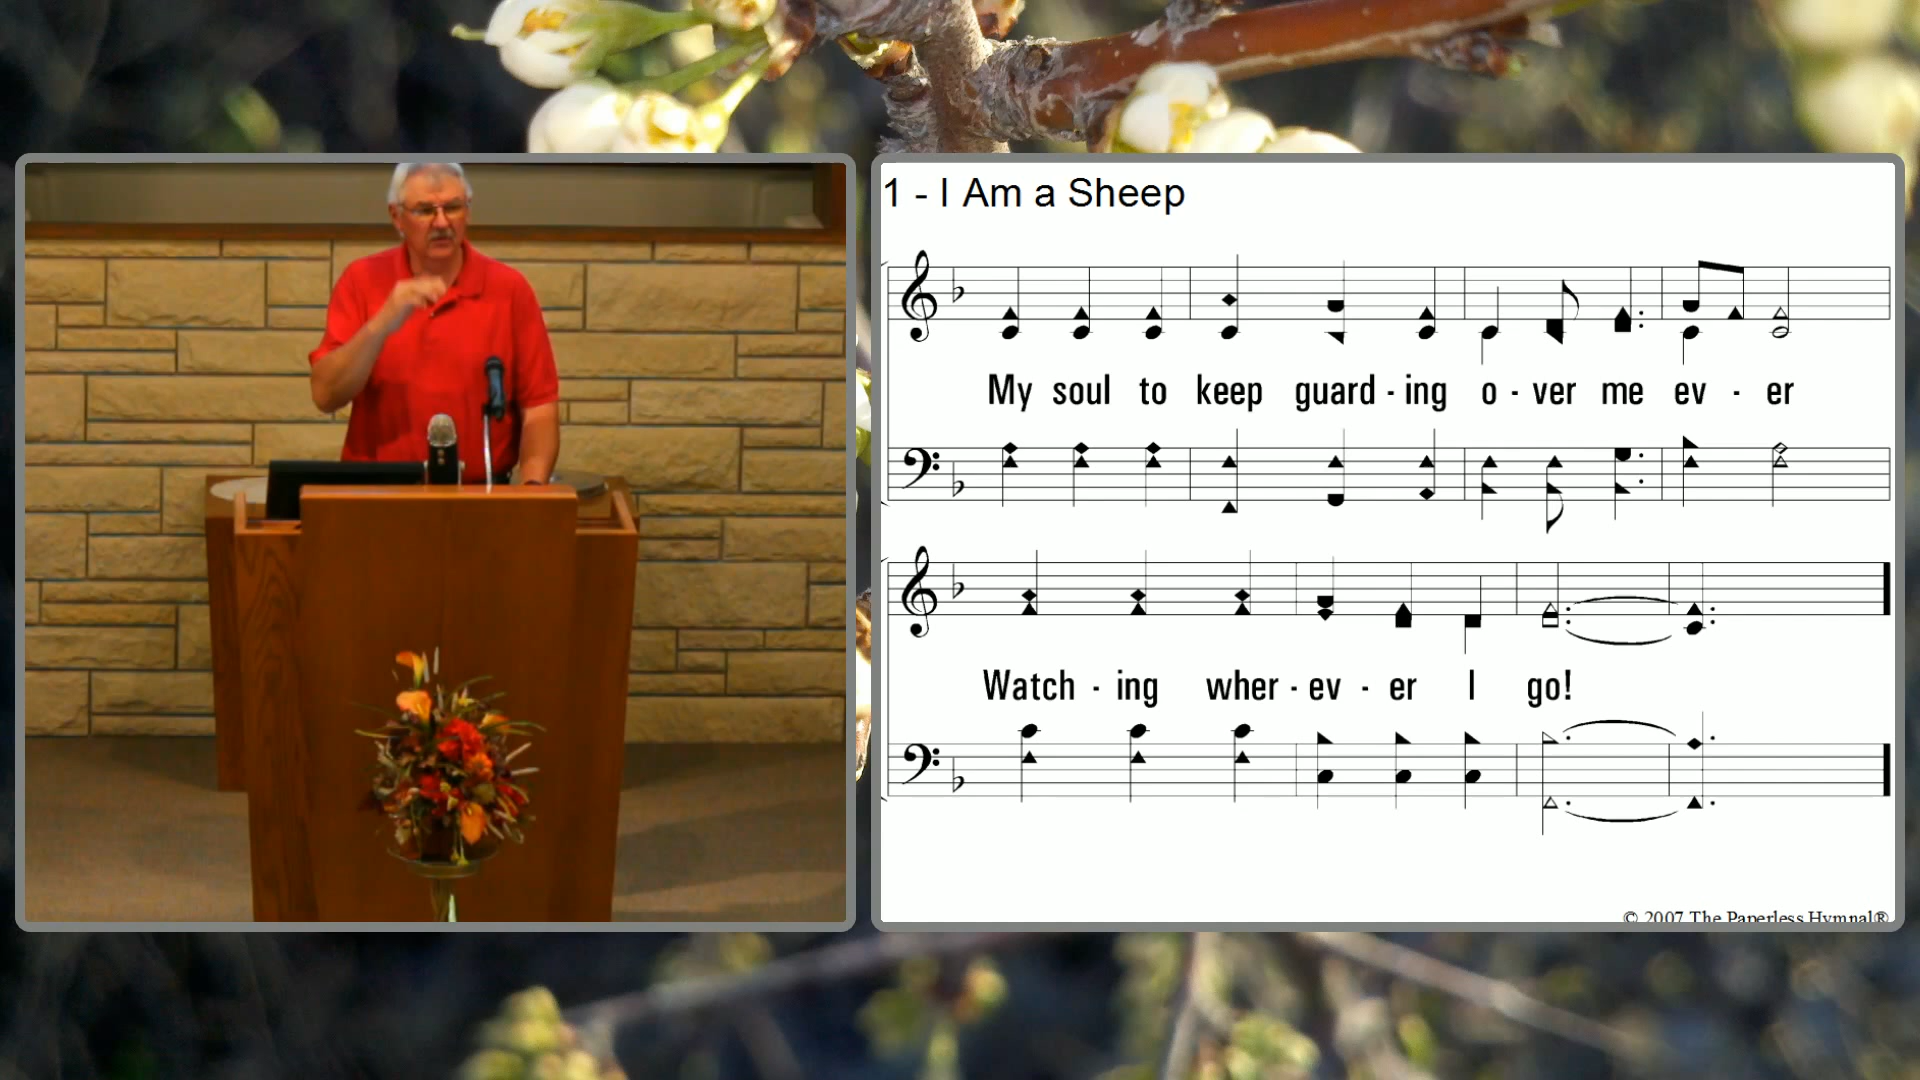 1 - I Am a Sheep
My soul to keep guard - ing o - ver me ev - er
Watch - ing wher - ev - er I go!
© 2007 The Paperless Hymnal®